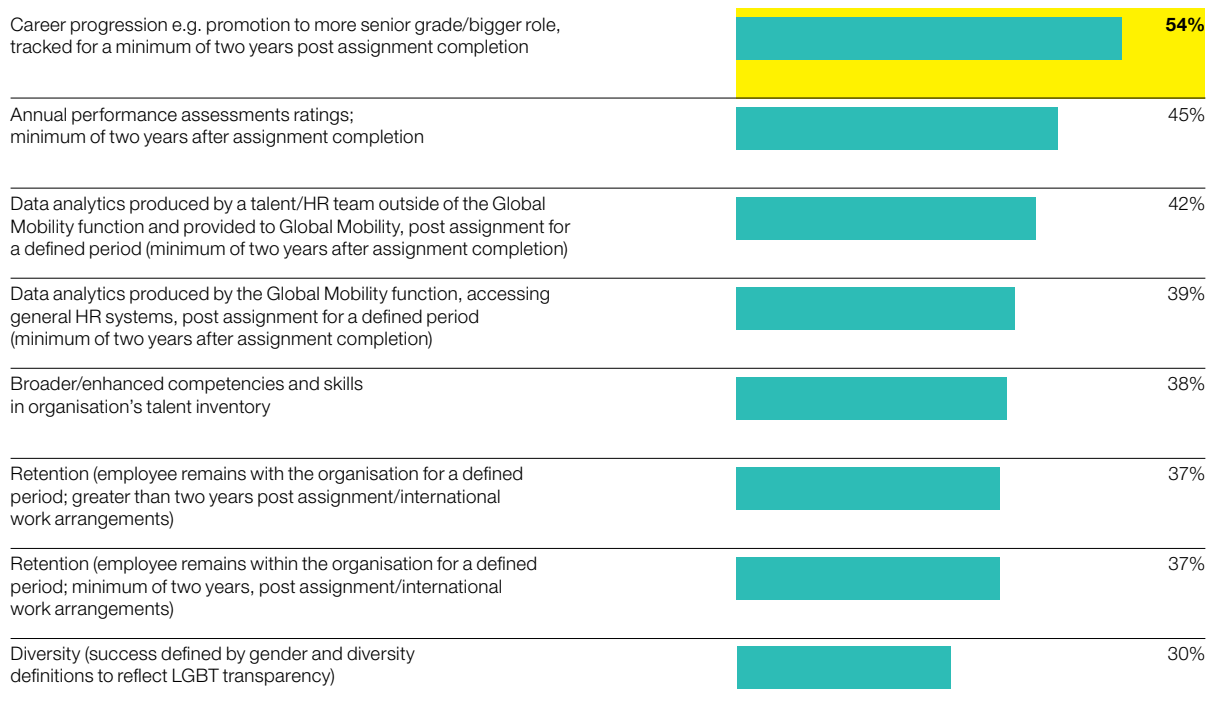 Career progression e.g. promotion to more senior grade/bigger role,
tracked for a minimum of two years post assignment completion
54%
Annual performance assessments ratings;
minimum of two years after assignment completion
45%
Data analytics produced by a talent/HR team outside of the Global
Mobility function and provided to Global Mobility, post assignment for
a defined period (minimum of two years after assignment completion)
42%
Data analytics produced by the Global Mobility function, accessing
general HR systems, post assignment for a defined period
(minimum of two years after assignment completion)
39%
Broader/enhanced competencies and skills
in organisation’s talent inventory
38%
Retention (employee remains with the organisation for a defined
period; greater than two years post assignment/international
work arrangements)
37%
Retention (employee remains within the organisation for a defined
period; minimum of two years, post assignment/international
work arrangements)
37%
Diversity (success defined by gender and diversity
definitions to reflect LGBT transparency)
30%